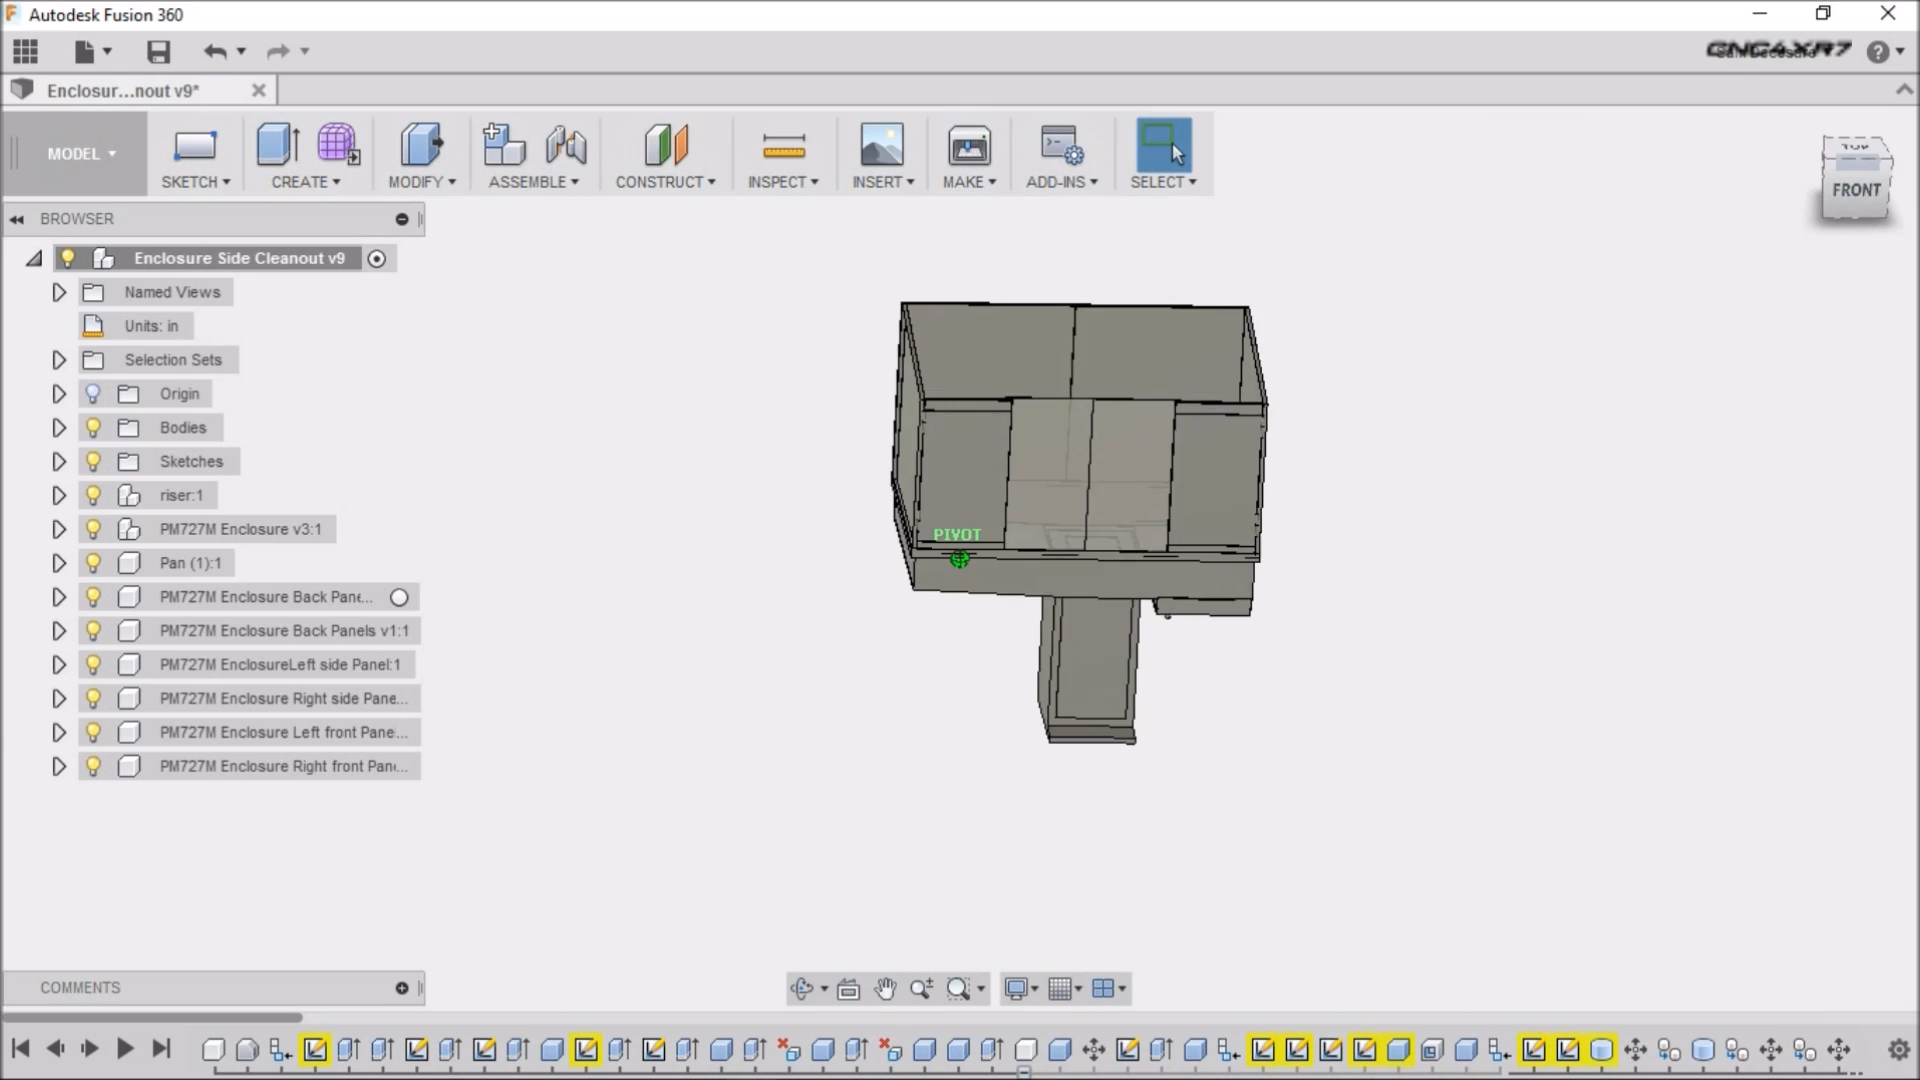 Autodesk Fusion 360
CNC4XR7
Enclosur...nout v9*
MODEL
SKETCH
CREATE
MODIFY
ASSEMBLE
CONSTRUCT
INSPECT
INSERT
MAKE
ADD-INS
SELECT
TOP
FRONT
BROWSER
Enclosure Side Cleanout v9
Named Views
Units: in
Selection Sets
Origin
Bodies
Sketches
riser:1
PM727M Enclosure v3:1
Pan (1):1
PM727M Enclosure Back Pane...
PM727M Enclosure Back Panels v1:1
PM727M EnclosureLeft side Panel:1
PM727M Enclosure Right side Pane...
PM727M Enclosure Left front Pane...
PM727M Enclosure Right front Pan...
PIVOT
COMMENTS